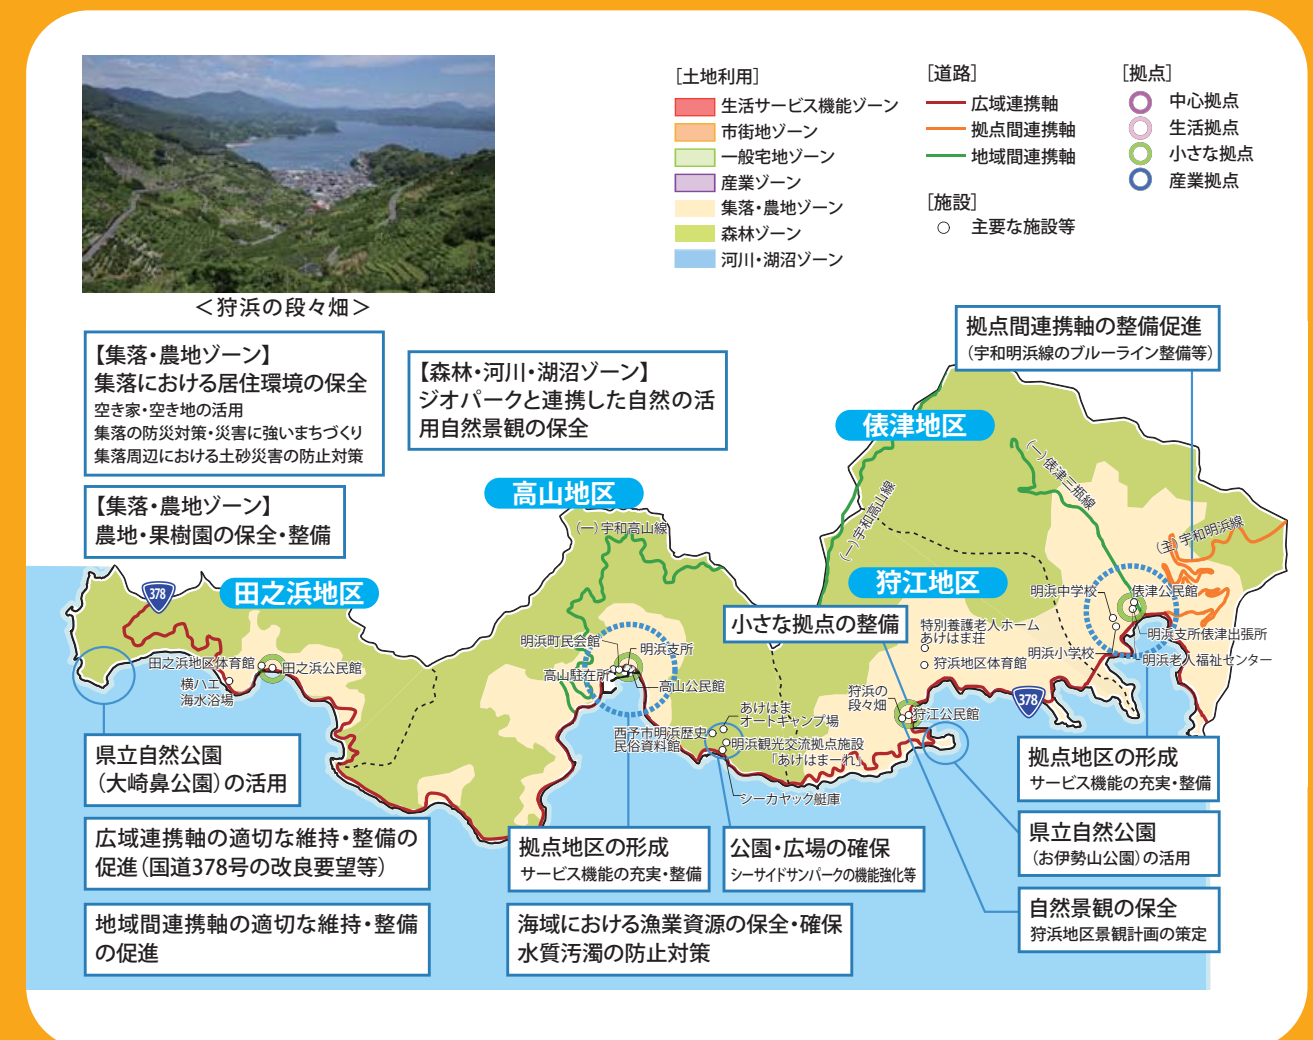 ＜狩浜の段々畑＞
［土地利用］
生活サービス機能ゾーン
市街地ゾーン
一般宅地ゾーン
産業ゾーン
集落・農地ゾーン
森林ゾーン
河川・湖沼ゾーン
［道路］
広域連携軸
拠点間連携軸
地域間連携軸
［施設］
主要な施設等
［拠点］
中心拠点
生活拠点
小さな拠点
産業拠点
【集落・農地ゾーン】
集落における居住環境の保全
空き家・空き地の活用
集落の防災対策・災害に強いまちづくり
集落周辺における土砂災害の防止対策
【森林・河川・湖沼ゾーン】
ジオパークと連携した自然の活
用自然景観の保全
拠点間連携軸の整備促進
（宇和明浜線のブルーライン整備等）
【集落・農地ゾーン】
農地・果樹園の保全・整備
俵津地区
高山地区
田之浜地区
狩江地区
（一）宇和高山線
（一）宇和高山線
（一）俵津三瓶線
（主）宇和明浜線
378
378
小さな拠点の整備
田之浜地区体育館
田之浜公民館
横ハエ
海水浴場
明浜町民会館
明浜支所
高山駐在所
高山公民館
西予市明浜歴史
民俗資料館
あけはま
オートキャンプ場
明浜観光交流拠点施設
「あけはまーれ」
シーカヤック艇庫
特別養護老人ホーム
あけはま荘
狩浜地区体育館
狩浜の
段々畑
狩江公民館
明浜中学校
俵津公民館
明浜小学校
明浜支所俵津出張所
明浜老人福祉センター
県立自然公園
（大崎鼻公園）の活用
広域連携軸の適切な維持・整備の
促進（国道378号の改良要望等）
地域間連携軸の適切な維持・整備
の促進
拠点地区の形成
サービス機能の充実・整備
公園・広場の確保
シーサイドサンパークの機能強化等
海域における漁業資源の保全・確保
水質汚濁の防止対策
拠点地区の形成
サービス機能の充実・整備
県立自然公園
（お伊勢山公園）の活用
自然景観の保全
狩浜地区景観計画の策定